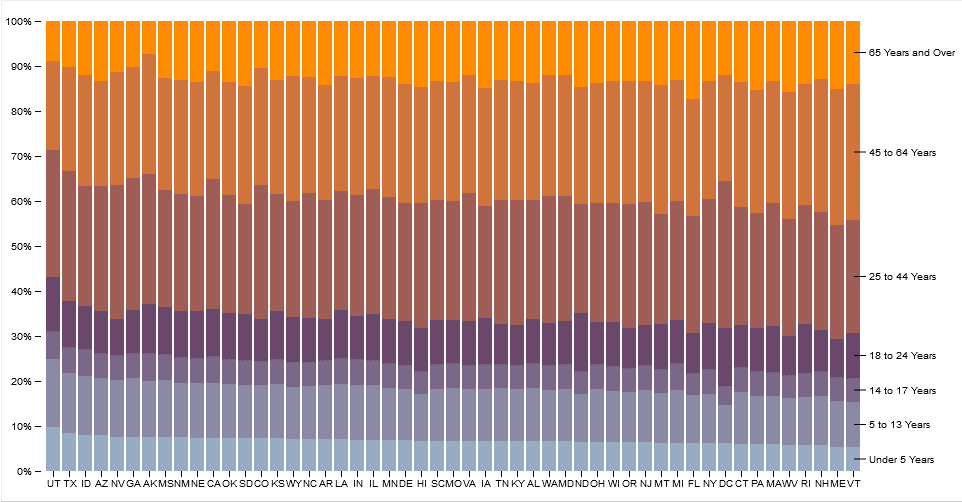 100%
90%
80%
70%
60%
50%
40%
30%
20%
10%
0%
65 Years and Over
45 to 64 Years
25 to 44 Years
18 to 24 Years
14 to 17 Years
5 to 13 Years
Under 5 Years
UT TX ID AZ NV GA AK MS NM NE CA OK SD CO KS WY NC AR LA IN IL MN DE HI SC MO VA IA TN KY AL WA MD ND OH WI OR NJ MT MI FL NY DC CT PA MA WV RI NH ME VT